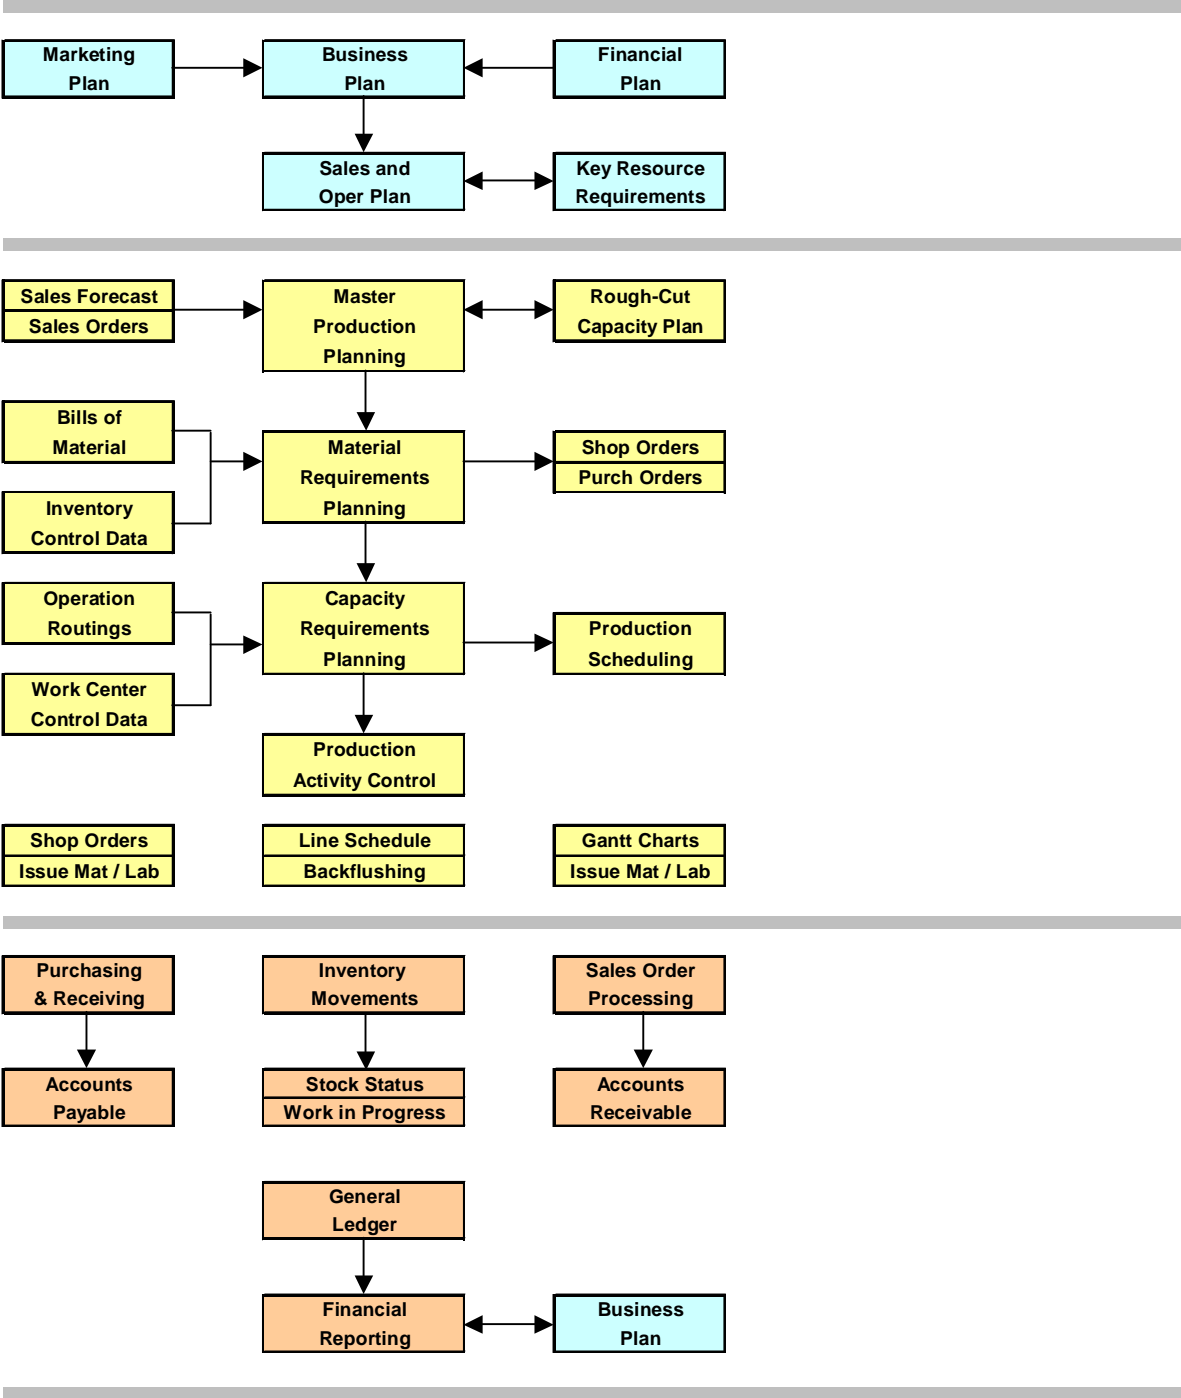 Marketing
Plan
Business
Plan
Financial
Plan
Sales and
Oper Plan
Key Resource
Requirements
Sales Forecast
Sales Orders
Master
Production
Planning
Rough-Cut
Capacity Plan
Bills of
Material
Inventory
Control Data
Material
Requirements
Planning
Shop Orders
Purch Orders
Operation
Routings
Work Center
Control Data
Capacity
Requirements
Planning
Production
Scheduling
Production
Activity Control
Shop Orders
Issue Mat / Lab
Line Schedule
Backflushing
Gantt Charts
Issue Mat / Lab
Purchasing
& Receiving
Inventory
Movements
Sales Order
Processing
Accounts
Payable
Stock Status
Work in Progress
Accounts
Receivable
General
Ledger
Financial
Reporting
Business
Plan